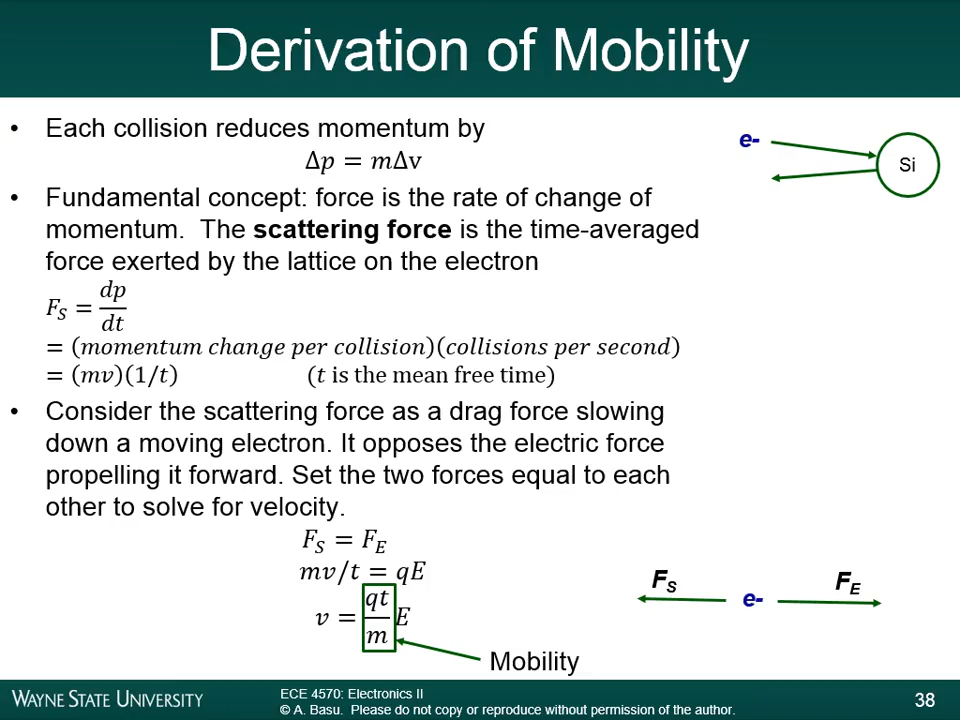 Derivation of Mobility
• Each collision reduces momentum by
Δp = mΔv
e-
Si
• Fundamental concept: force is the rate of change of
momentum. The scattering force is the time-averaged
force exerted by the lattice on the electron
F_S = dp/dt
= (momentum change per collision)(collisions per second)
= (mv)(1/t) (t is the mean free time)
• Consider the scattering force as a drag force slowing
down a moving electron. It opposes the electric force
propelling it forward. Set the two forces equal to each
other to solve for velocity.
F_S = F_E
mv/t = qE
v = qt/m E
Mobility
F_S
e-
F_E
WAYNE STATE UNIVERSITY
ECE 4570: Electronics II
© A. Basu. Please do not copy or reproduce without permission of the author.
38